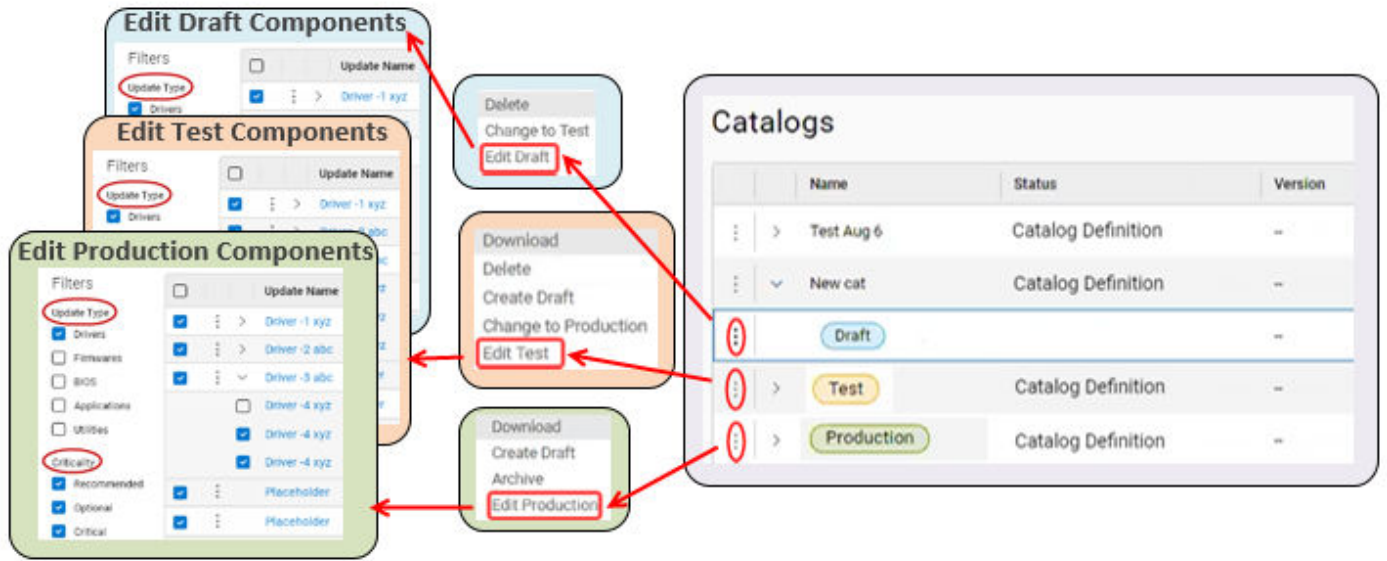 Edit Draft Components
Filters
Update Name
Update Type
Driver -1 xyz
Drivers
Edit Test Components
Filters
Update Name
Update Type
Driver -1 xyz
Drivers
abc
Edit Production Components
Filters
Update Name
Update Type
Driver -1 xyz
Drivers
Driver -2 abc
Firmwares
Driver -3 abc
BIOS
Applications
Driver -4 xyz
Utilities
Driver -4 xyz
Criticality
Driver -4 xyz
Recommended
Placeholder
Optional
Placeholder
Critical
Delete
Change to Test
Edit Draft
Download
Delete
Create Draft
Change to Production
Edit Test
Download
Create Draft
Archive
Edit Production
Catalogs
Name Status Version
Test Aug 6 Catalog Definition --
New cat Catalog Definition --
Draft --
Test Catalog Definition --
Production Catalog Definition --